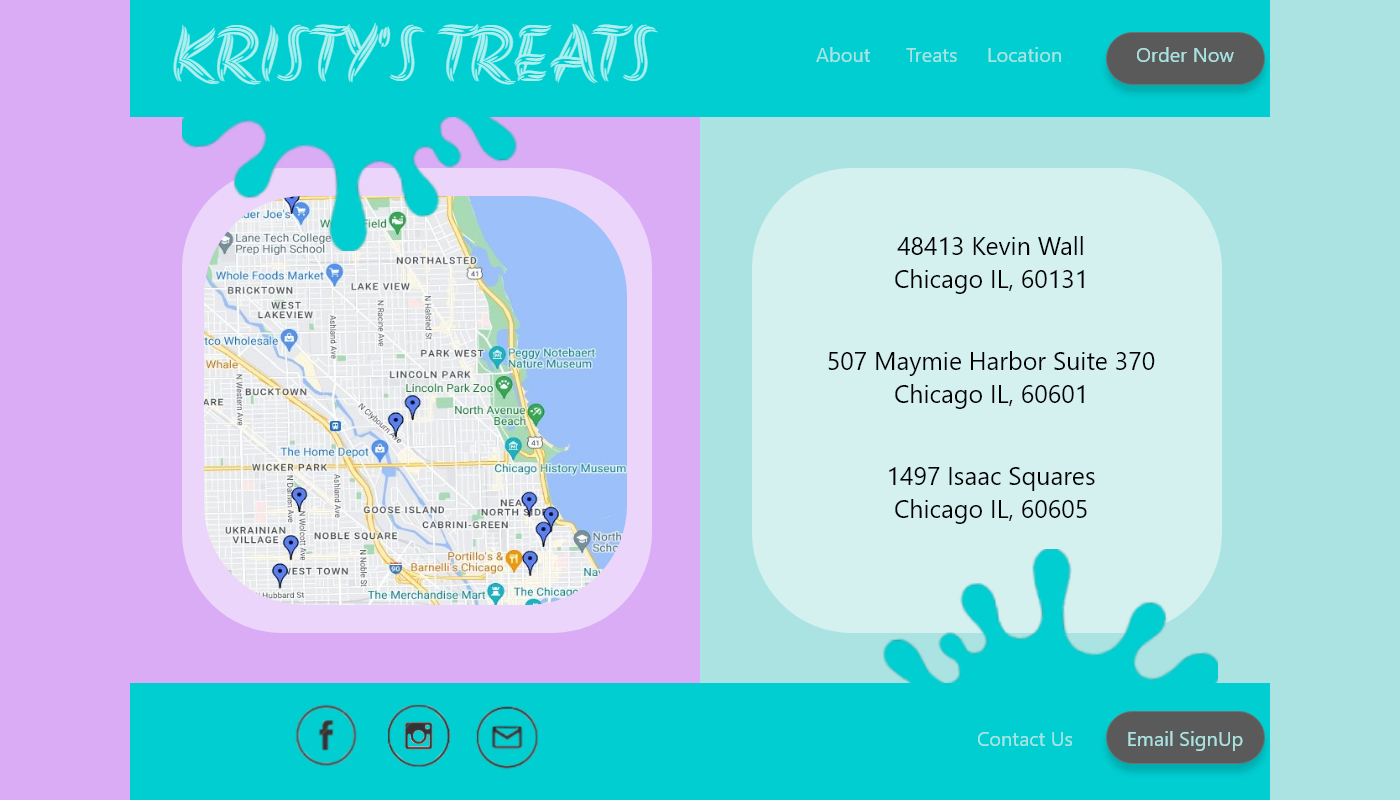 KRISTY'S TREATS
About
Treats
Location
Order Now
Joe's
Field
Lane Tech College
Prep High School
NORTHALSTED
41
Whole Foods Market
BRICKTOWN
LAKE VIEW
WEST
LAKEVIEW
N Racine Ave
N Halsted St
Ashland Ave
tco Wholesale
PARK WEST
Peggy Notebaert
Nature Museum
Whale
LINCOLN PARK
Lincoln Park Zoo
N Western Ave
BUCKTOWN
ARE
North Avenue
Beach
N Clybourn Ave
41
The Home Depot
Chicago History Museum
WICKER PARK
N Damen Ave
Ashland Ave
NEA
NORTH SIDE
GOOSE ISLAND
CABRINI-GREEN
N Wolcott Ave
UKRAINIAN
VILLAGE
NOBLE SQUARE
North
Scho
N Noble St
Portillo's &
Barnelli's Chicago
90
WEST TOWN
Nav
Hubbard St
The Merchandise Mart
The Chicago
48413 Kevin Wall
Chicago IL, 60131
507 Maymie Harbor Suite 370
Chicago IL, 60601
1497 Isaac Squares
Chicago IL, 60605
Contact Us
Email SignUp